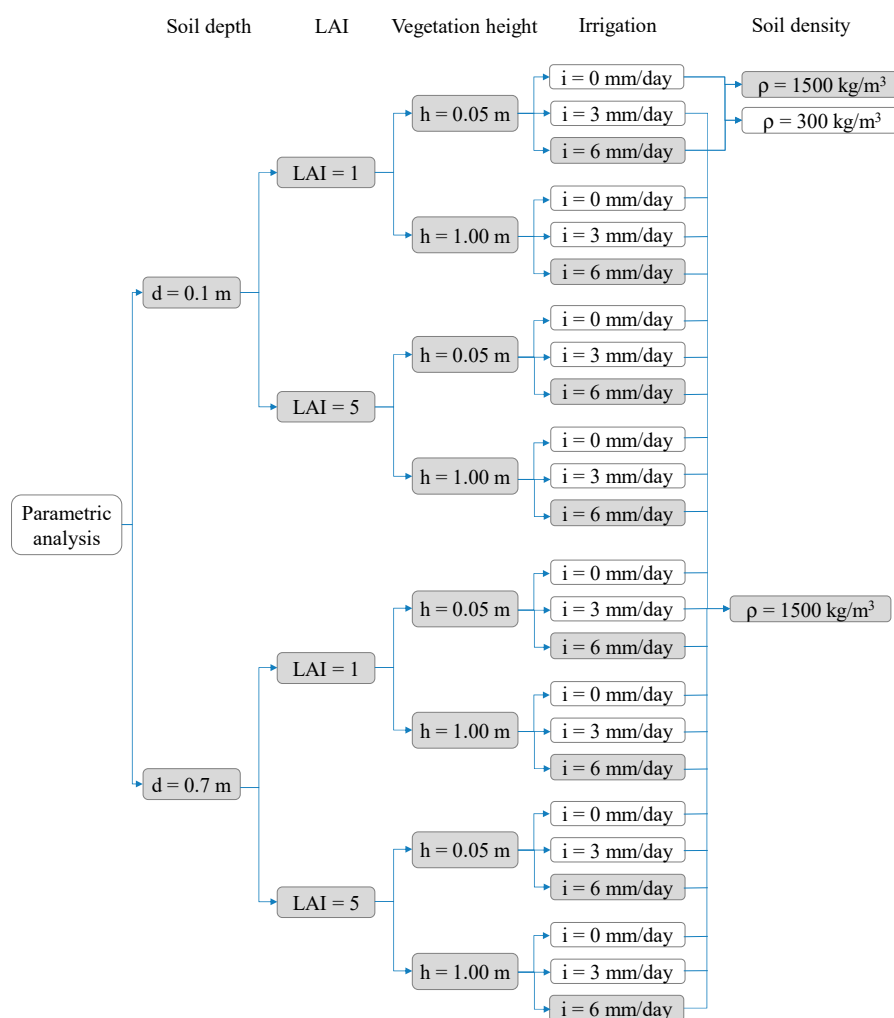 Soil depth LAI Vegetation height Irrigation Soil density
i = 0 mm/day
ρ = 1500 kg/m³
h = 0.05 m
i = 3 mm/day
ρ = 300 kg/m³
i = 6 mm/day
LAI = 1
i = 0 mm/day
h = 1.00 m
i = 3 mm/day
i = 6 mm/day
d = 0.1 m
i = 0 mm/day
h = 0.05 m
i = 3 mm/day
i = 6 mm/day
LAI = 5
i = 0 mm/day
h = 1.00 m
i = 3 mm/day
i = 6 mm/day
Parametric
analysis
i = 0 mm/day
h = 0.05 m
i = 3 mm/day
ρ = 1500 kg/m³
i = 6 mm/day
LAI = 1
i = 0 mm/day
h = 1.00 m
i = 3 mm/day
i = 6 mm/day
d = 0.7 m
i = 0 mm/day
h = 0.05 m
i = 3 mm/day
i = 6 mm/day
LAI = 5
i = 0 mm/day
h = 1.00 m
i = 3 mm/day
i = 6 mm/day